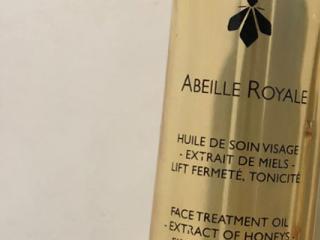 ABEILLE ROYALE
HUILE DE SOIN VISAGE
- EXTRAIT DE MIELS -
LIFT FERMETÉ, TONICITÉ
FACE TREATMENT OIL
- EXTRACT OF HONEYS -